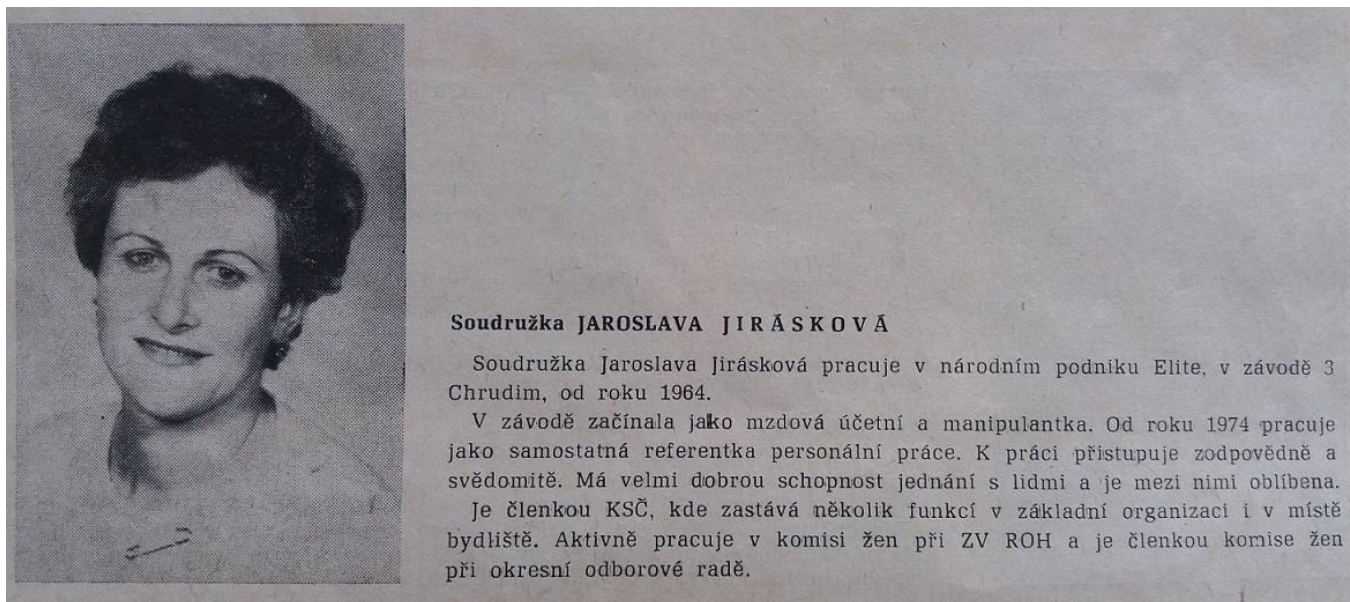 Soudružka JAROSLAVA JIRÁSKOVÁ
Soudružka Jaroslava Jirásková pracuje v národním podniku Elite, v závodě 3
Chrudim, od roku 1964.
V závodě začínala jako mzdová účetní a manipulantka. Od roku 1974 pracuje
jako samostatná referentka personální práce. K práci přistupuje zodpovědně a
svědomitě. Má velmi dobrou schopnost jednání s lidmi a je mezi nimi oblíbena.
Je členkou KSČ, kde zastává několik funkcí v základní organizaci i v místě
bydliště. Aktivně pracuje v komisi žen při ZV ROH a je členkou komise žen
při okresní odborové radě.